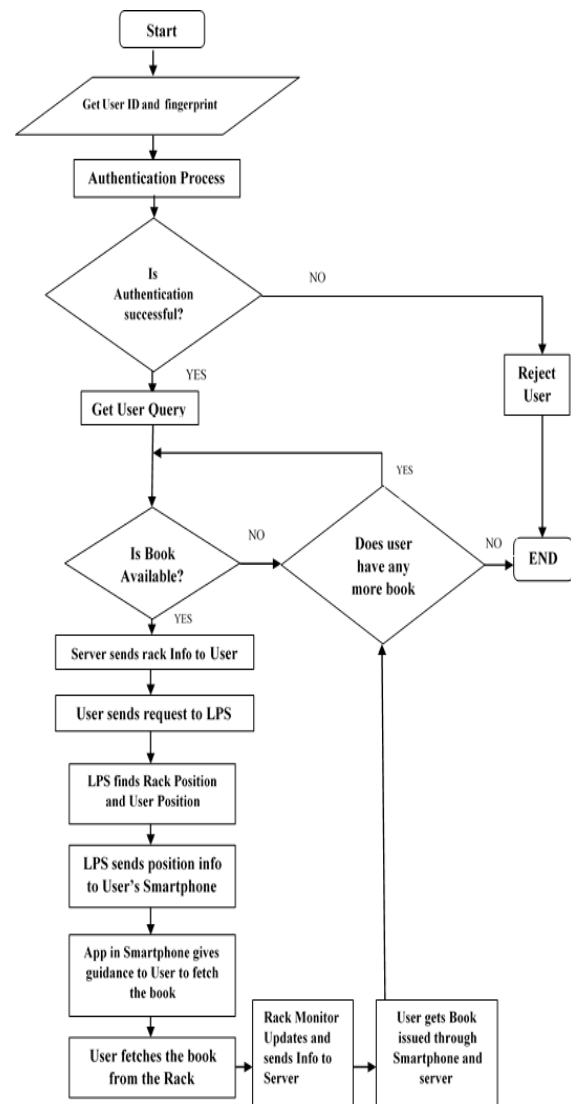 Start
Get User ID and fingerprint
Authentication Process
Is
Authentication
successful?
NO
YES
Reject
User
Get User Query
YES
Is Book
Available?
NO
Does user
have any
more book
NO
END
YES
Server sends rack Info to User
User sends request to LPS
LPS finds Rack Position
and User Position
LPS sends position info
to User's Smartphone
App in Smartphone gives
guidance to User to fetch
the book
User fetches the book
from the Rack
Rack Monitor
Updates and
sends Info to
Server
User gets Book
issued through
Smartphone and
server